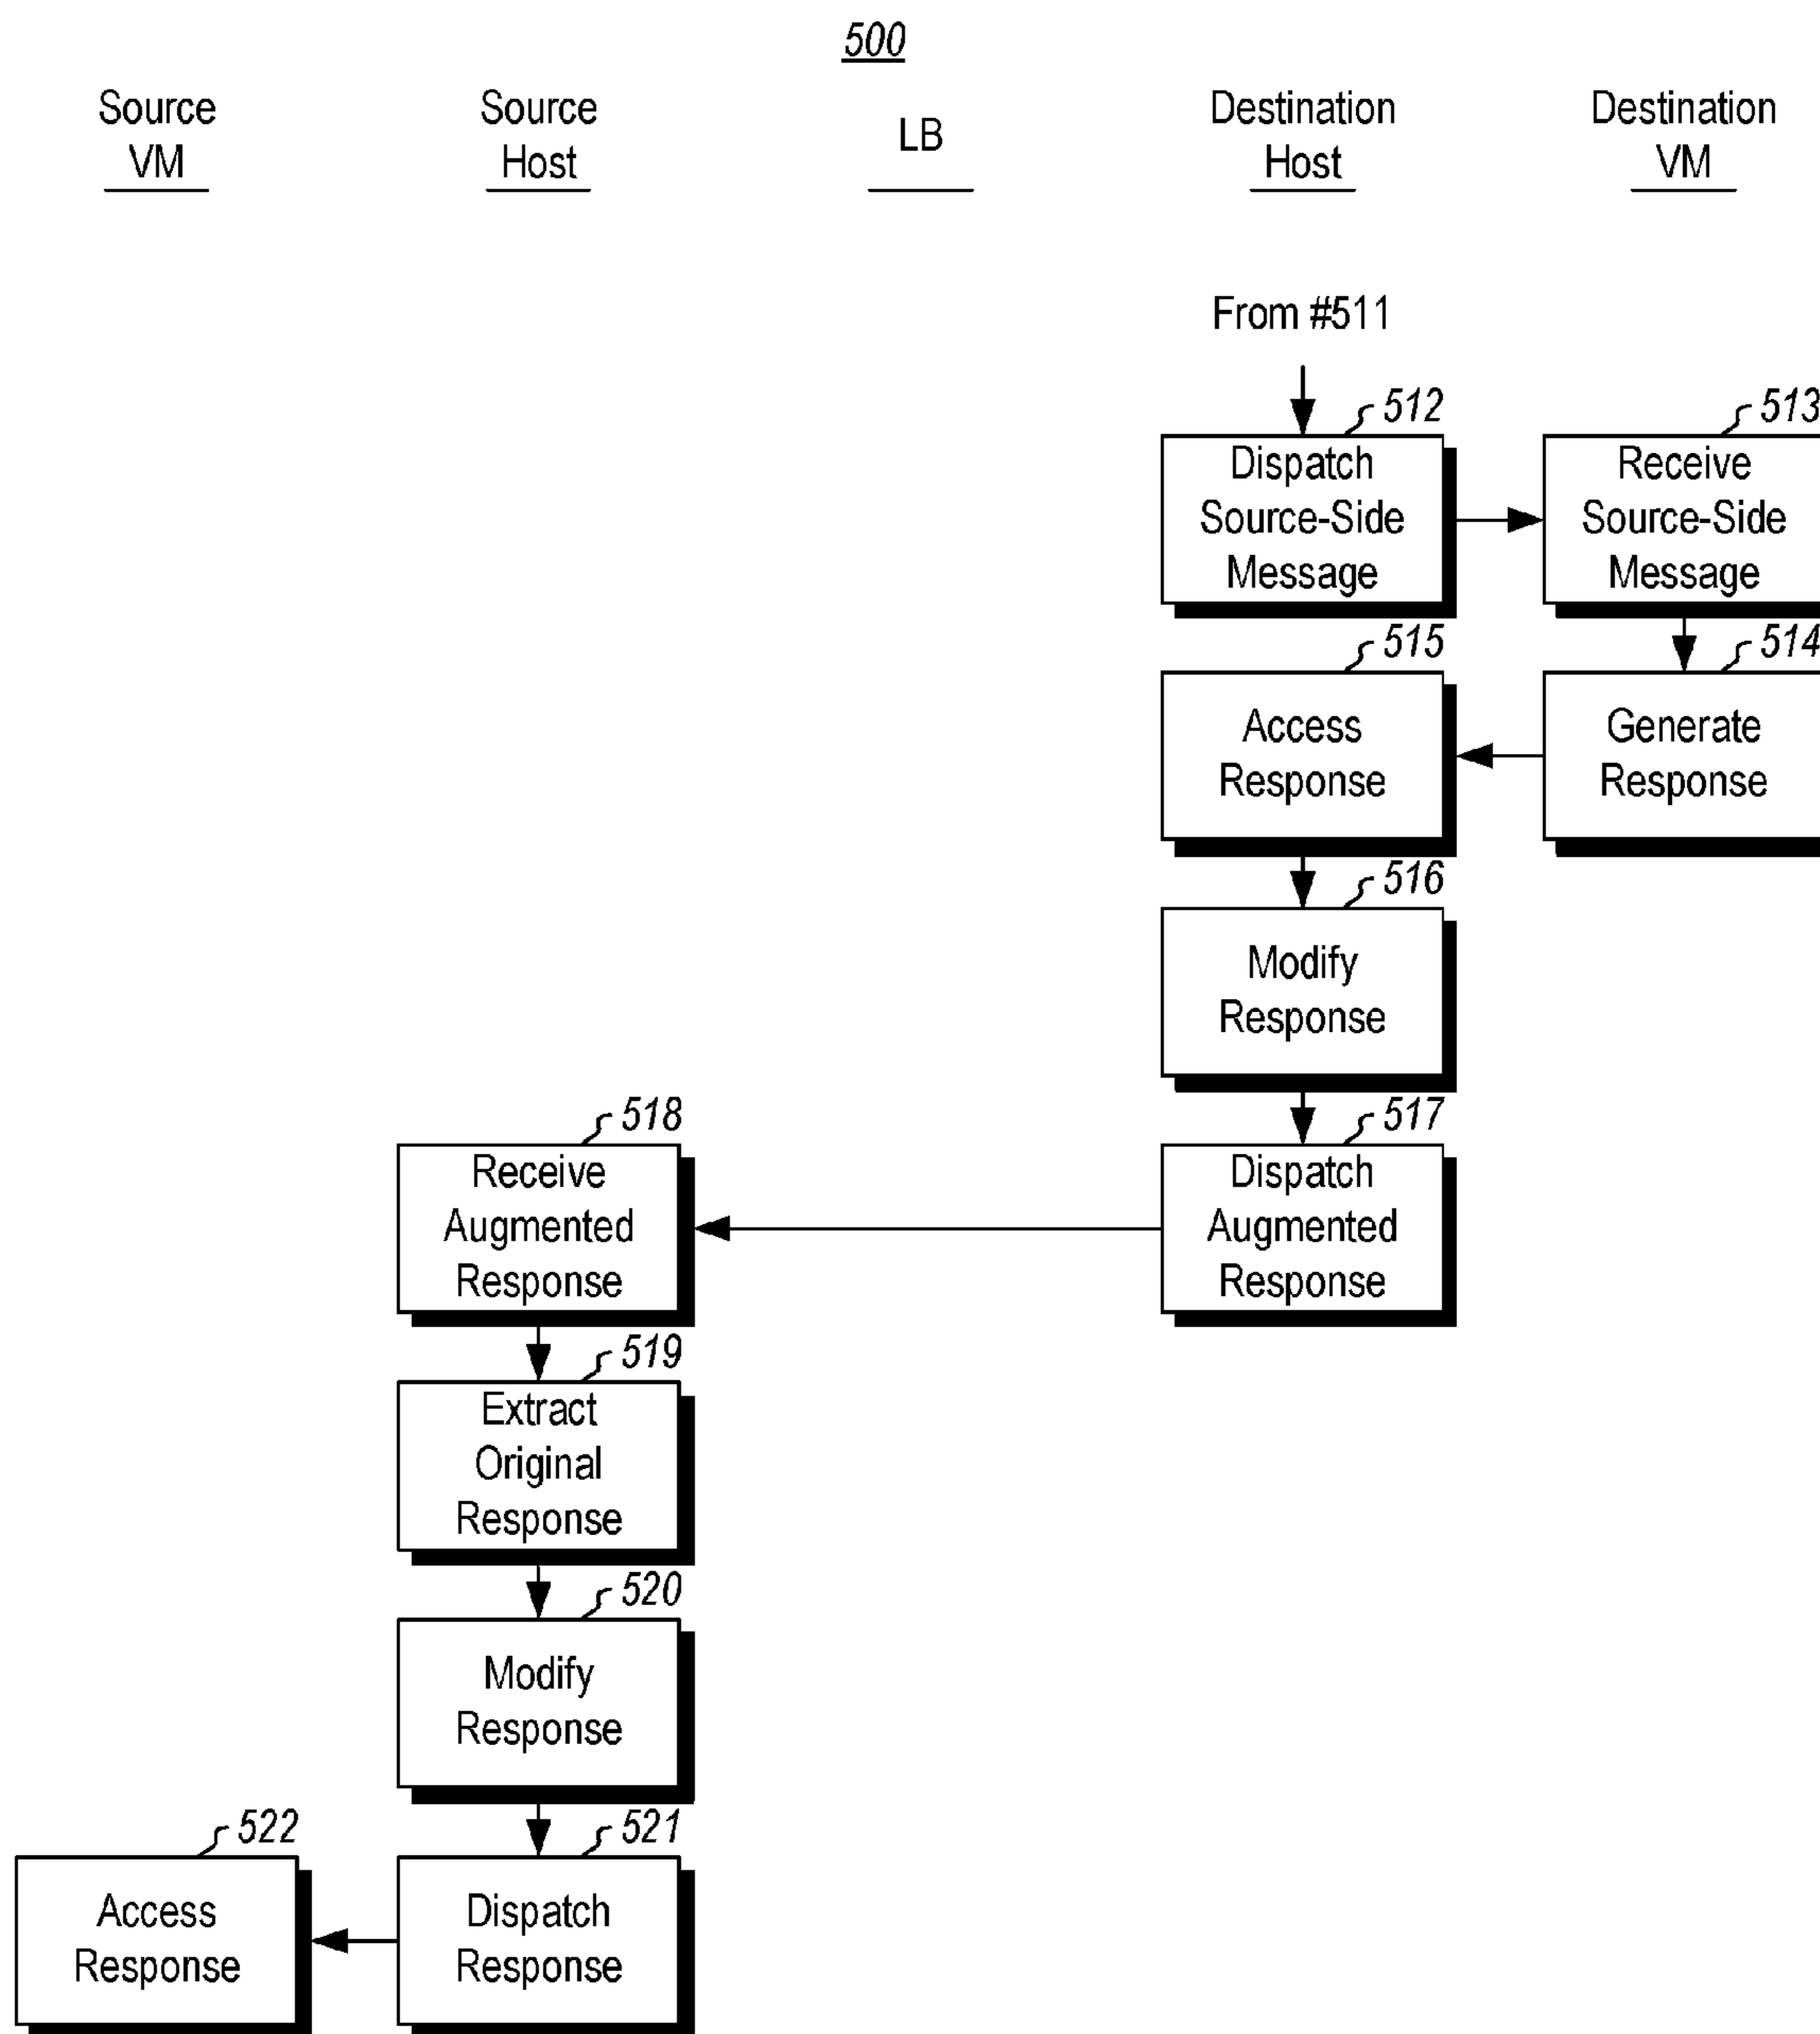 500
Source
VM
Source
Host
LB
Destination
Host
Destination
VM
From #511
512
Dispatch
Source-Side
Message
513
Receive
Source-Side
Message
515
Access
Response
514
Generate
Response
516
Modify
Response
518
Receive
Augmented
Response
517
Dispatch
Augmented
Response
519
Extract
Original
Response
520
Modify
Response
522
Access
Response
521
Dispatch
Response